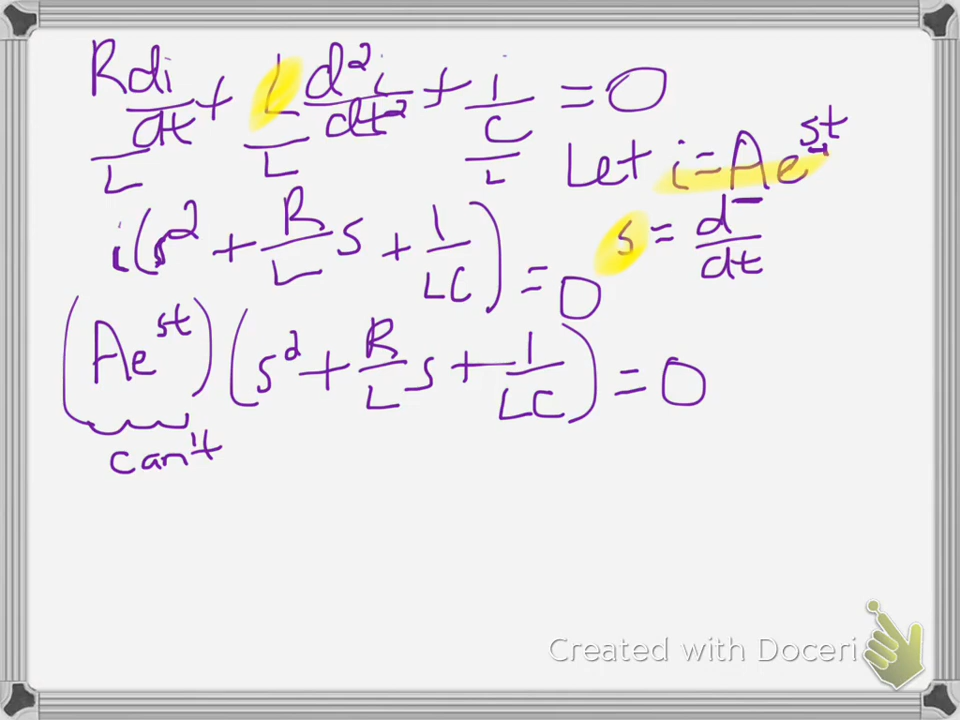 Rdi/dt/L + L/L d²i/dt² + i/C/L = 0
Let i = Ae^st
i(s² + R/L s + 1/LC) = 0
s = d/dt
(Ae^st)(s² + R/L s + 1/LC) = 0
can't
Created with Doceri